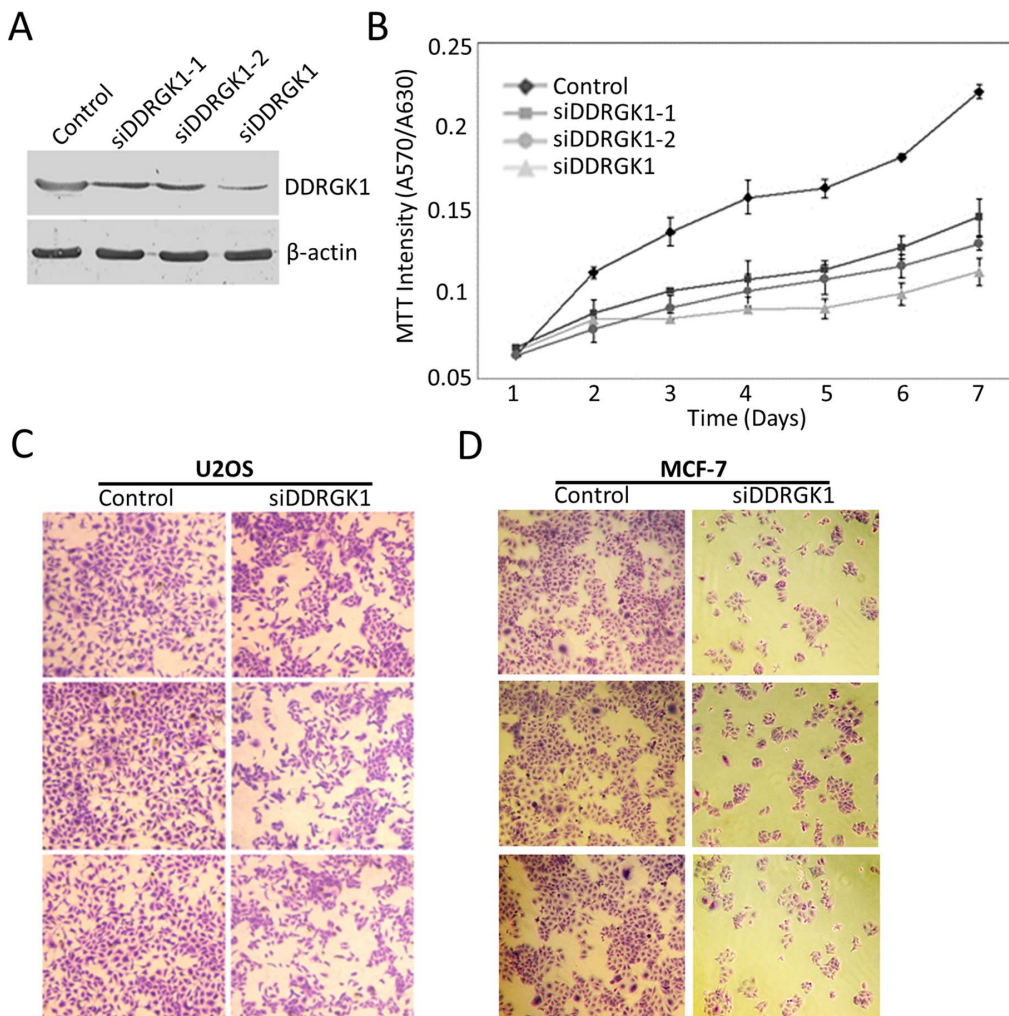 A
Control
siDDRGK1-1
siDDRGK1-2
siDDRGK1
DDRGK1
β-actin
B
0.25
0.2
0.15
0.1
0.05
MTT Intensity (A570/A630)
Control
siDDRGK1-1
siDDRGK1-2
siDDRGK1
1 2 3 4 5 6 7
Time (Days)
C
U2OS
Control siDDRGK1
D
MCF-7
Control siDDRGK1